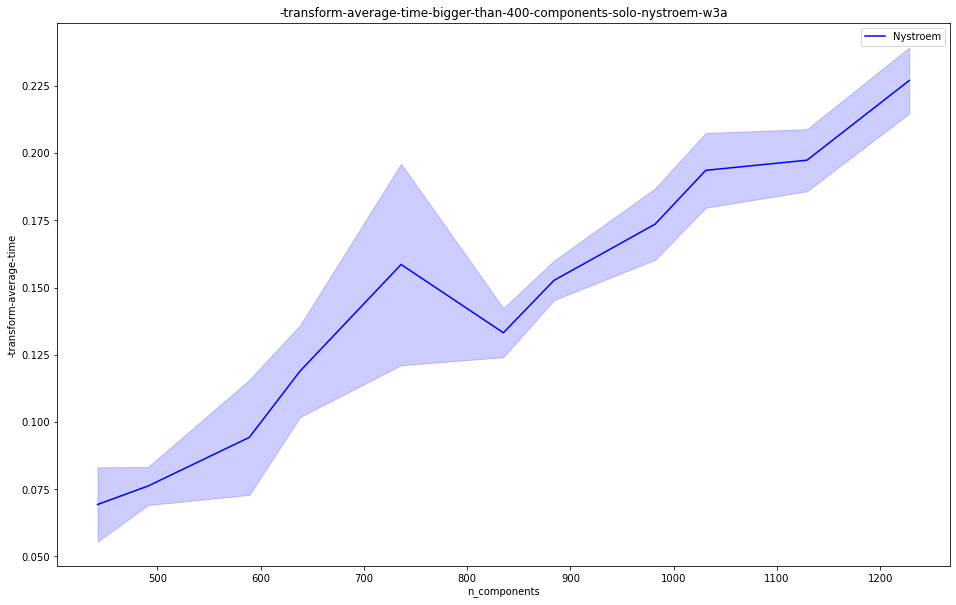 -transform-average-time-bigger-than-400-components-solo-nystroem-w3a
Nystroem
-transform-average-time
0.225
0.200
0.175
0.150
0.125
0.100
0.075
0.050
500 600 700 800 900 1000 1100 1200
n_components